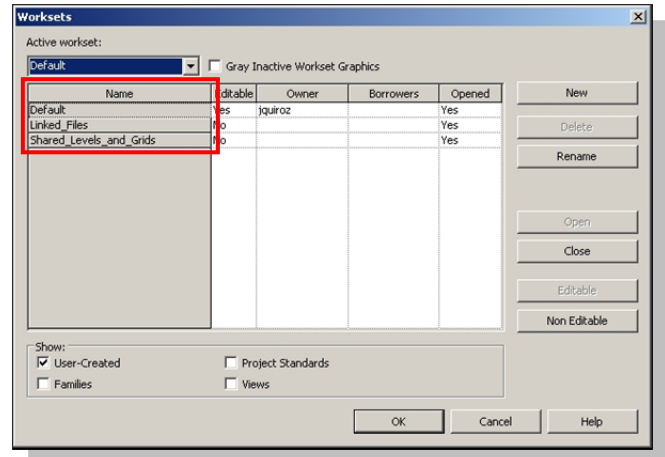 Worksets
Active workset:
Default
Gray Inactive Workset Graphics
Name Editable Owner Borrowers Opened
Default Yes jquiroz Yes
Linked_Files No Yes
Shared_Levels_and_Grids No Yes
New
Delete
Rename
Open
Close
Editable
Non Editable
Show:
User-Created Project Standards
Families Views
OK Cancel Help